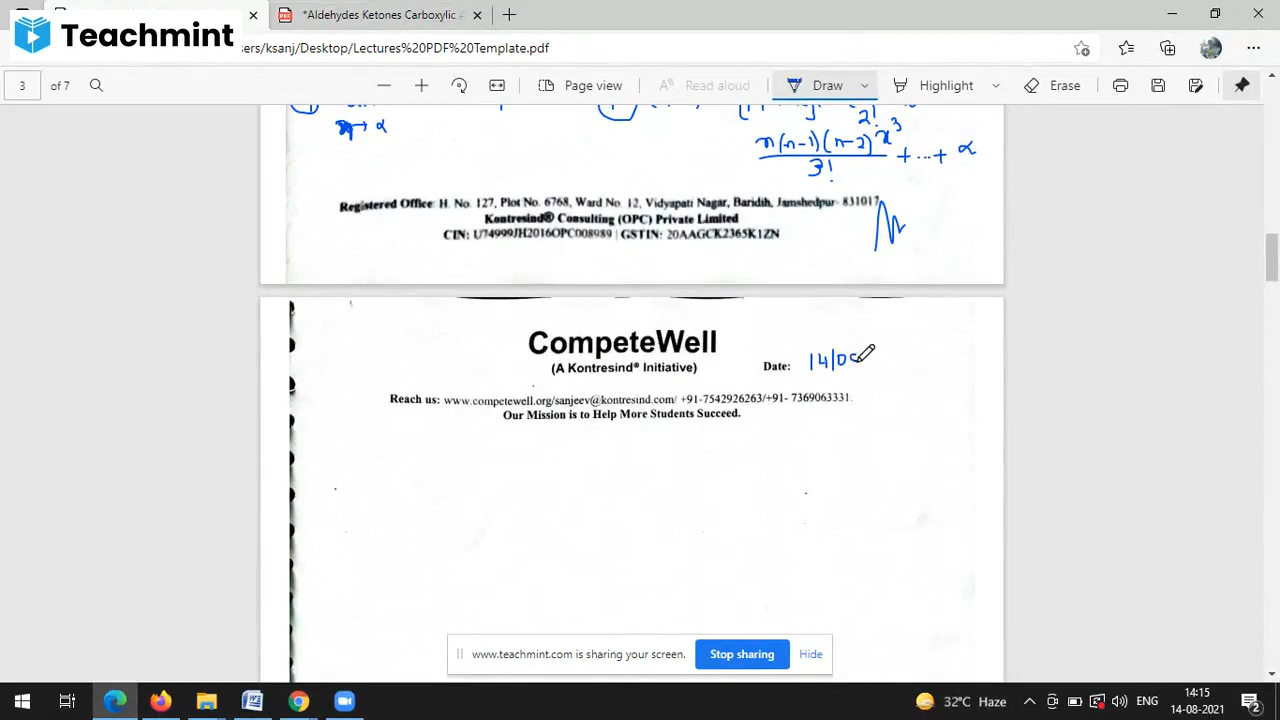 *Aldehydes Ketones Carboxylic A
Teachmint
ers/ksanj/Desktop/Lectures%20PDF%20Template.pdf
3 of 7 Page view Read aloud Draw Highlight Erase
x→ α
2!
n(n-1)(n-2)x³ / 3! +...+ α
Registered Office: H. No. 127, Plot No. 6768, Ward No. 12, Vidyapati Nagar, Baridih, Jamshedpur- 831017
Kontresind® Consulting (OPC) Private Limited
CIN: U74999JH2016OPC008989 | GSTIN: 20AAGCK2365K1ZN
CompeteWell
(A Kontresind® Initiative)
Date: 14/08
Reach us: www.competewell.org/sanjeev@kontresind.com/ +91-7542926263/+91- 7369063331.
Our Mission is to Help More Students Succeed.
www.teachmint.com is sharing your screen. Stop sharing Hide
32°C Haze ENG 14:15
14-08-2021 2